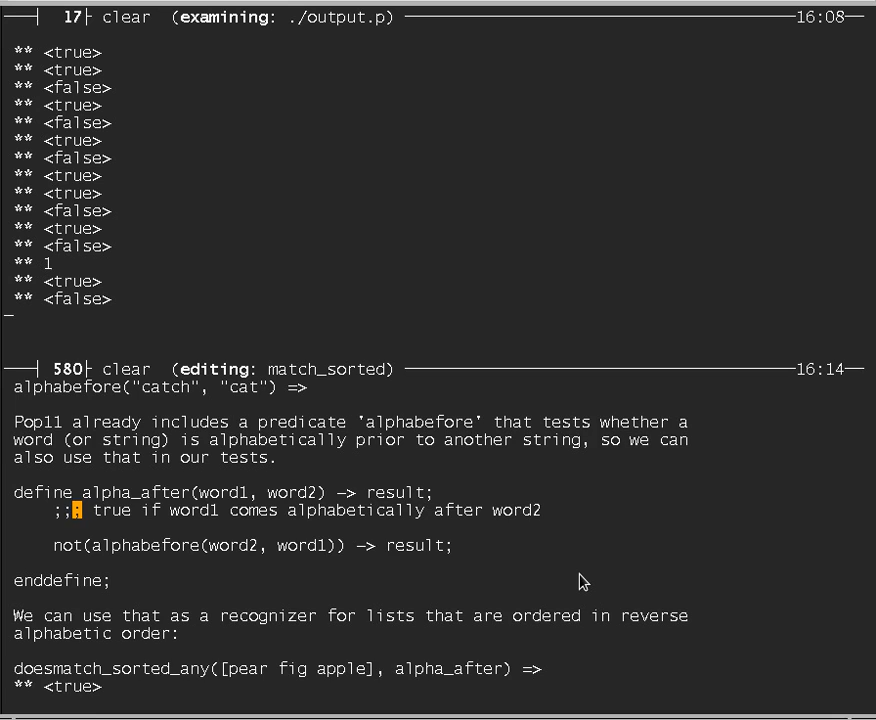 17 clear (examining: ./output.p) 16:08
** <true>
** <true>
** <false>
** <true>
** <false>
** <true>
** <false>
** <true>
** <true>
** <false>
** <true>
** <false>
** 1
** <true>
** <false>
580 clear (editing: match_sorted) 16:14
alphabefore("catch", "cat") =>
Pop11 already includes a predicate 'alphabefore' that tests whether a
word (or string) is alphabetically prior to another string, so we can
also use that in our tests.
define alpha_after(word1, word2) -> result;
;;; true if word1 comes alphabetically after word2
not(alphabefore(word2, word1)) -> result;
enddefine;
We can use that as a recognizer for lists that are ordered in reverse
alphabetic order:
doesmatch_sorted_any([pear fig apple], alpha_after) =>
** <true>